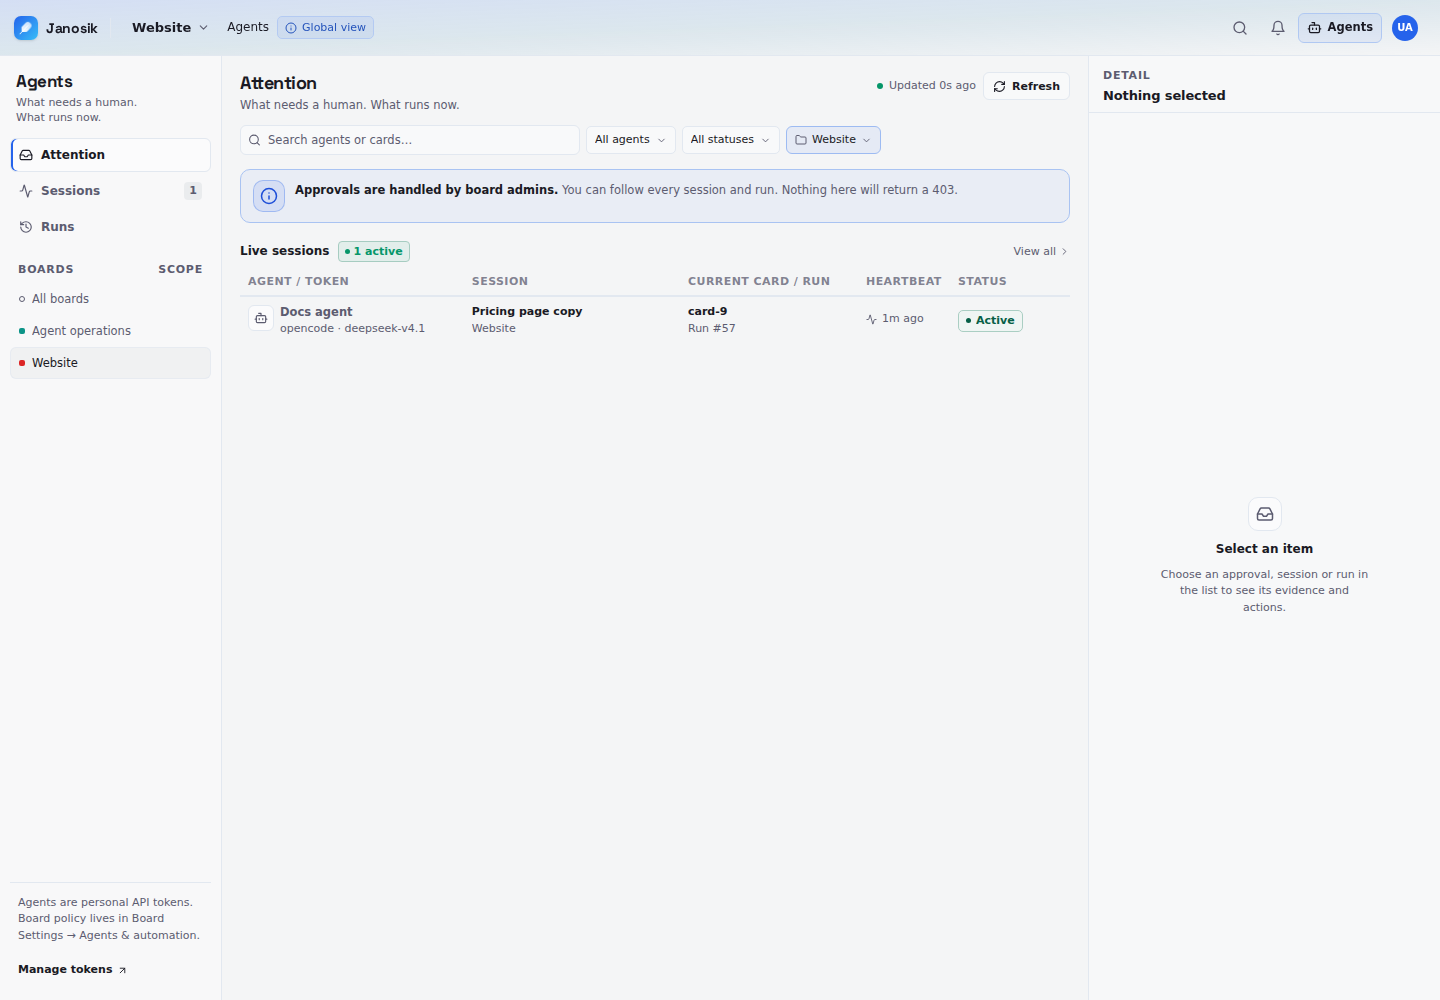 Janosik
Website
Agents
Global view
Agents
UA
Agents
What needs a human.
What runs now.
Attention
Sessions
1
Runs
BOARDS
SCOPE
All boards
Agent operations
Website
Agents are personal API tokens.
Board policy lives in Board
Settings → Agents & automation.
Manage tokens
Attention
What needs a human. What runs now.
Updated 0s ago
Refresh
Search agents or cards...
All agents
All statuses
Website
Approvals are handled by board admins. You can follow every session and run. Nothing here will return a 403.
Live sessions
1 active
View all
AGENT / TOKEN
SESSION
CURRENT CARD / RUN
HEARTBEAT
STATUS
Docs agent
opencode · deepseek-v4.1
Pricing page copy
Website
card-9
Run #57
1m ago
Active
DETAIL
Nothing selected
Select an item
Choose an approval, session or run in
the list to see its evidence and
actions.